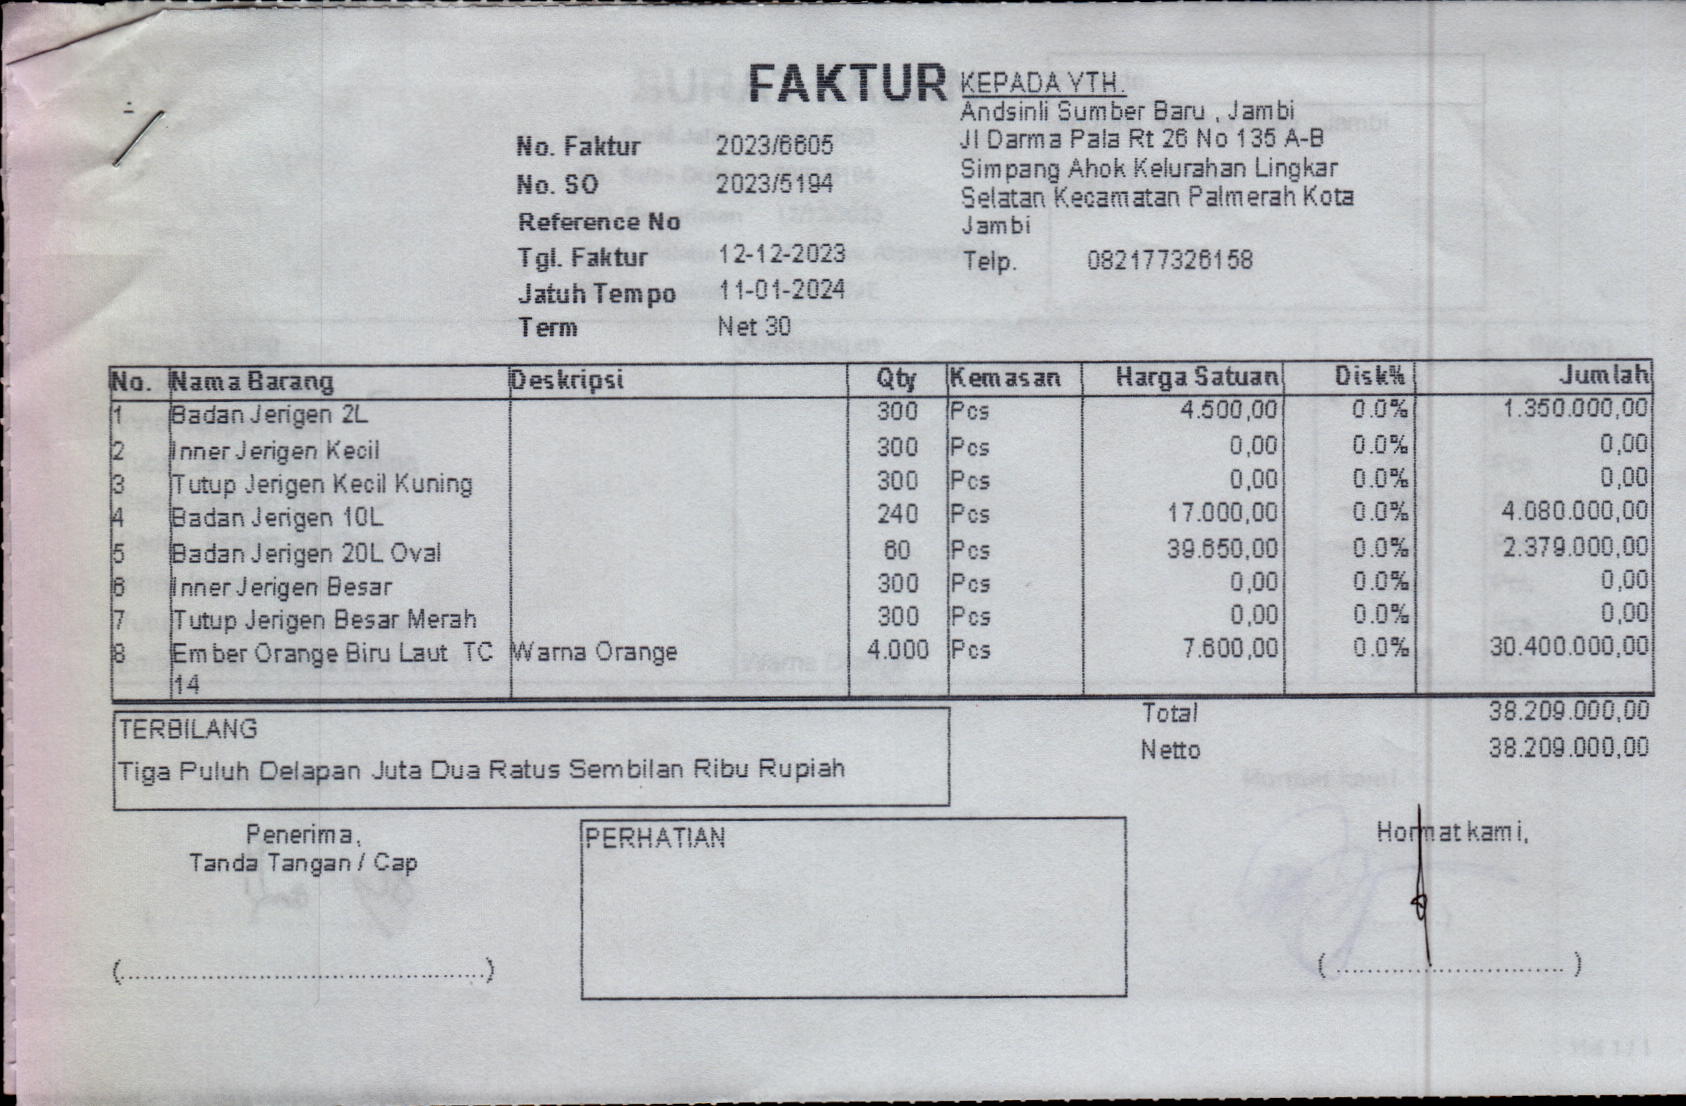 FAKTUR
No. Faktur 2023/6605
No. SO 2023/5194
Reference No
Tgl. Faktur 12-12-2023
Jatuh Tempo 11-01-2024
Term Net 30
KEPADA YTH.
Andsinli Sumber Baru , Jambi
Jl Darma Pala Rt 26 No 135 A-B
Simpang Ahok Kelurahan Lingkar
Selatan Kecamatan Palmerah Kota
Jambi
Telp. 082177326158
No. Nama Barang Deskripsi Qty Kemasan Harga Satuan Disk% Jumlah
1 Badan Jerigen 2L 300 Pcs 4.500,00 0.0% 1.350.000,00
2 Inner Jerigen Kecil 300 Pcs 0,00 0.0% 0,00
3 Tutup Jerigen Kecil Kuning 300 Pcs 0,00 0.0% 0,00
4 Badan Jerigen 10L 240 Pcs 17.000,00 0.0% 4.080.000,00
5 Badan Jerigen 20L Oval 60 Pcs 39.650,00 0.0% 2.379.000,00
6 Inner Jerigen Besar 300 Pcs 0,00 0.0% 0,00
7 Tutup Jerigen Besar Merah 300 Pcs 0,00 0.0% 0,00
8 Ember Orange Biru Laut TC Warna Orange 4.000 Pcs 7.600,00 0.0% 30.400.000,00
14
Total 38.209.000,00
Netto 38.209.000,00
TERBILANG
Tiga Puluh Delapan Juta Dua Ratus Sembilan Ribu Rupiah
Penerima,
Tanda Tangan / Cap
(..............................................)
PERHATIAN
Hormat kami,
(............................. )